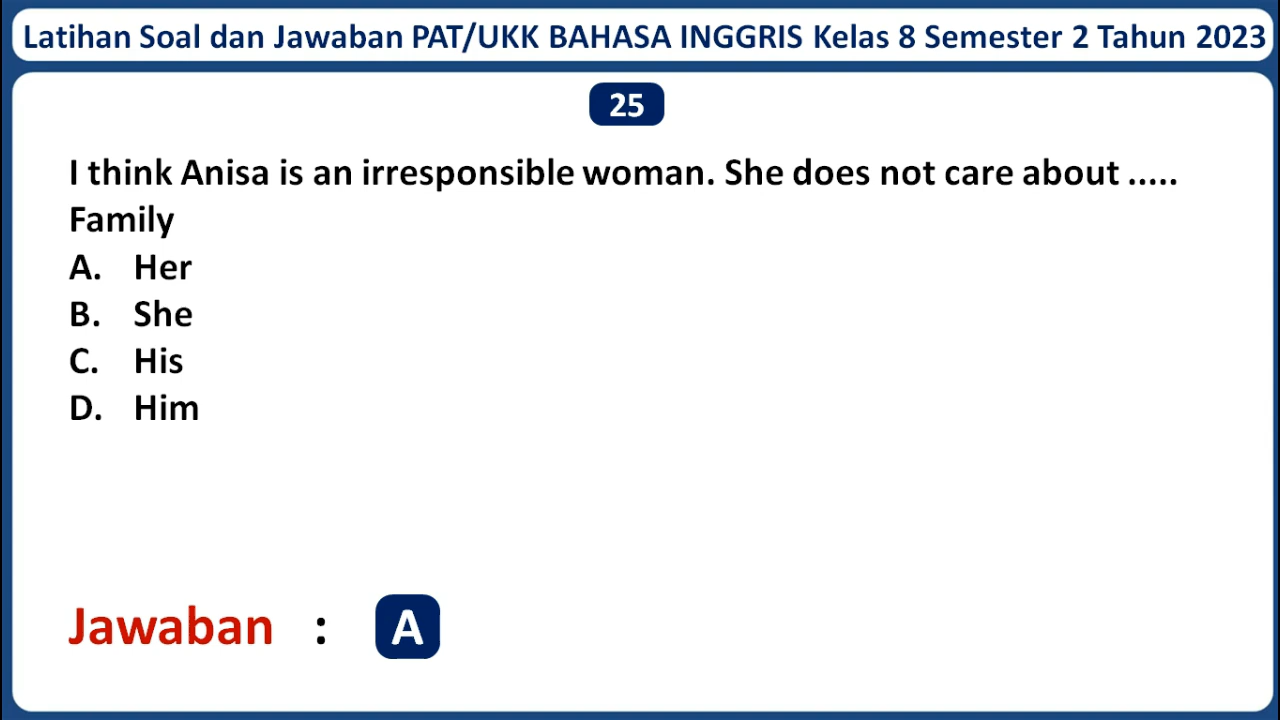 Latihan Soal dan Jawaban PAT/UKK BAHASA INGGRIS Kelas 8 Semester 2 Tahun 2023
25
I think Anisa is an irresponsible woman. She does not care about .....
Family
A. Her
B. She
C. His
D. Him
Jawaban : A